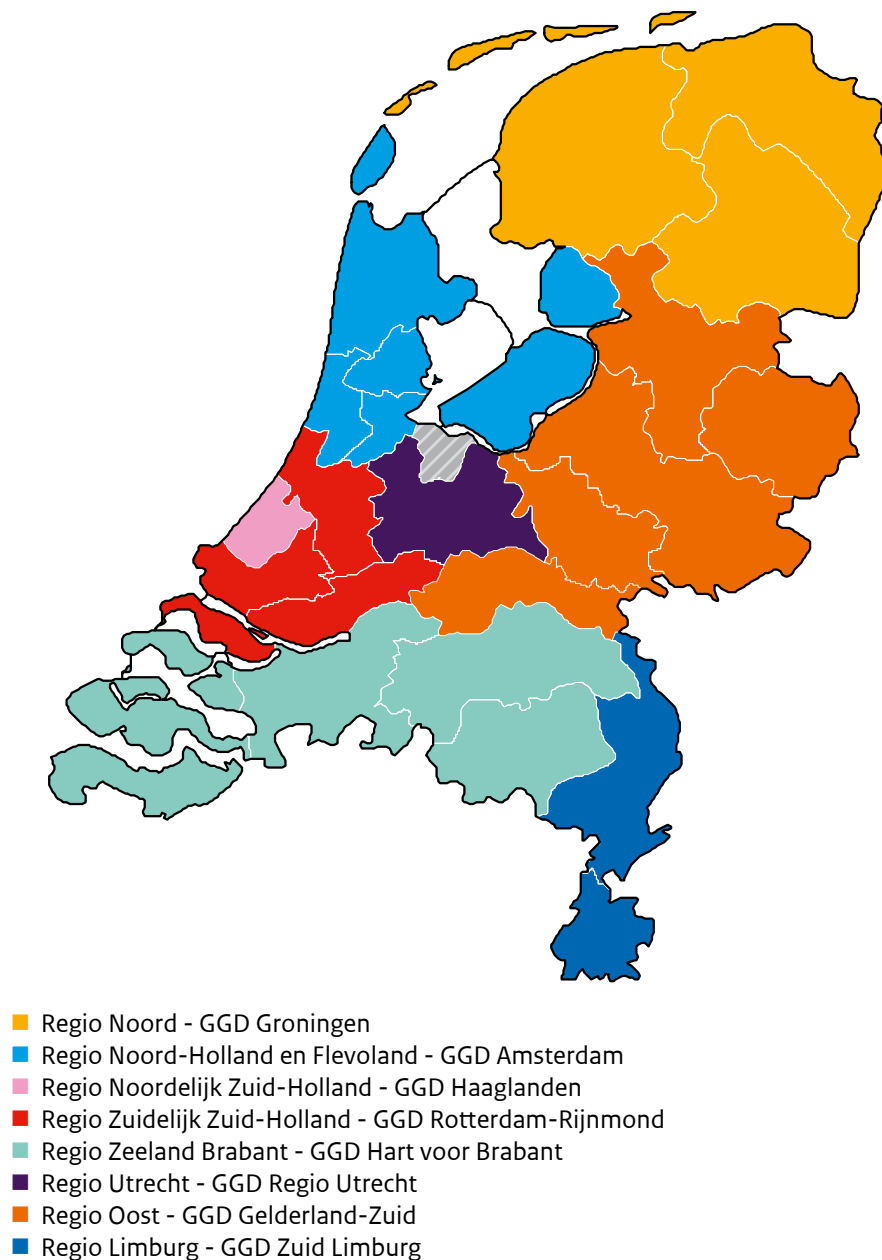 Regio Noord - GGD Groningen
Regio Noord-Holland en Flevoland - GGD Amsterdam
Regio Noordelijk Zuid-Holland - GGD Haaglanden
Regio Zuidelijk Zuid-Holland - GGD Rotterdam-Rijnmond
Regio Zeeland Brabant - GGD Hart voor Brabant
Regio Utrecht - GGD Regio Utrecht
Regio Oost - GGD Gelderland-Zuid
Regio Limburg - GGD Zuid Limburg